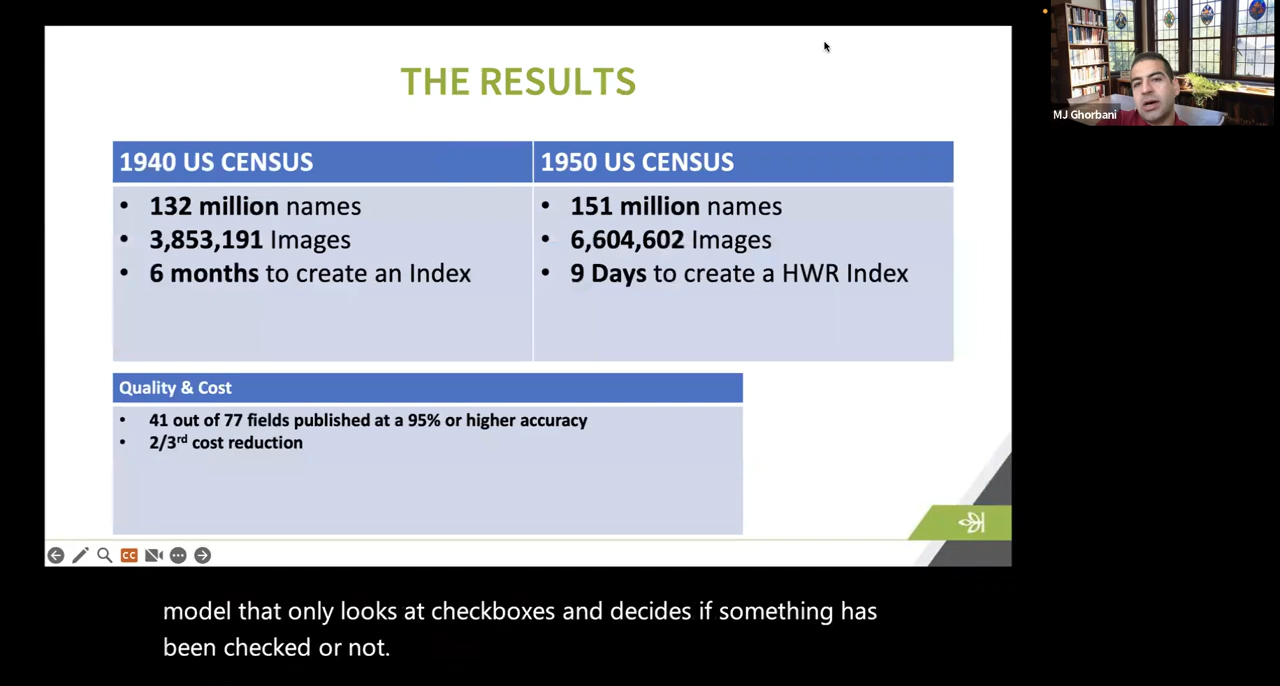 THE RESULTS
MJ Ghorbani
1940 US CENSUS
• 132 million names
• 3,853,191 Images
• 6 months to create an Index
1950 US CENSUS
• 151 million names
• 6,604,602 Images
• 9 Days to create a HWR Index
Quality & Cost
• 41 out of 77 fields published at a 95% or higher accuracy
• 2/3rd cost reduction
CC
model that only looks at checkboxes and decides if something has
been checked or not.